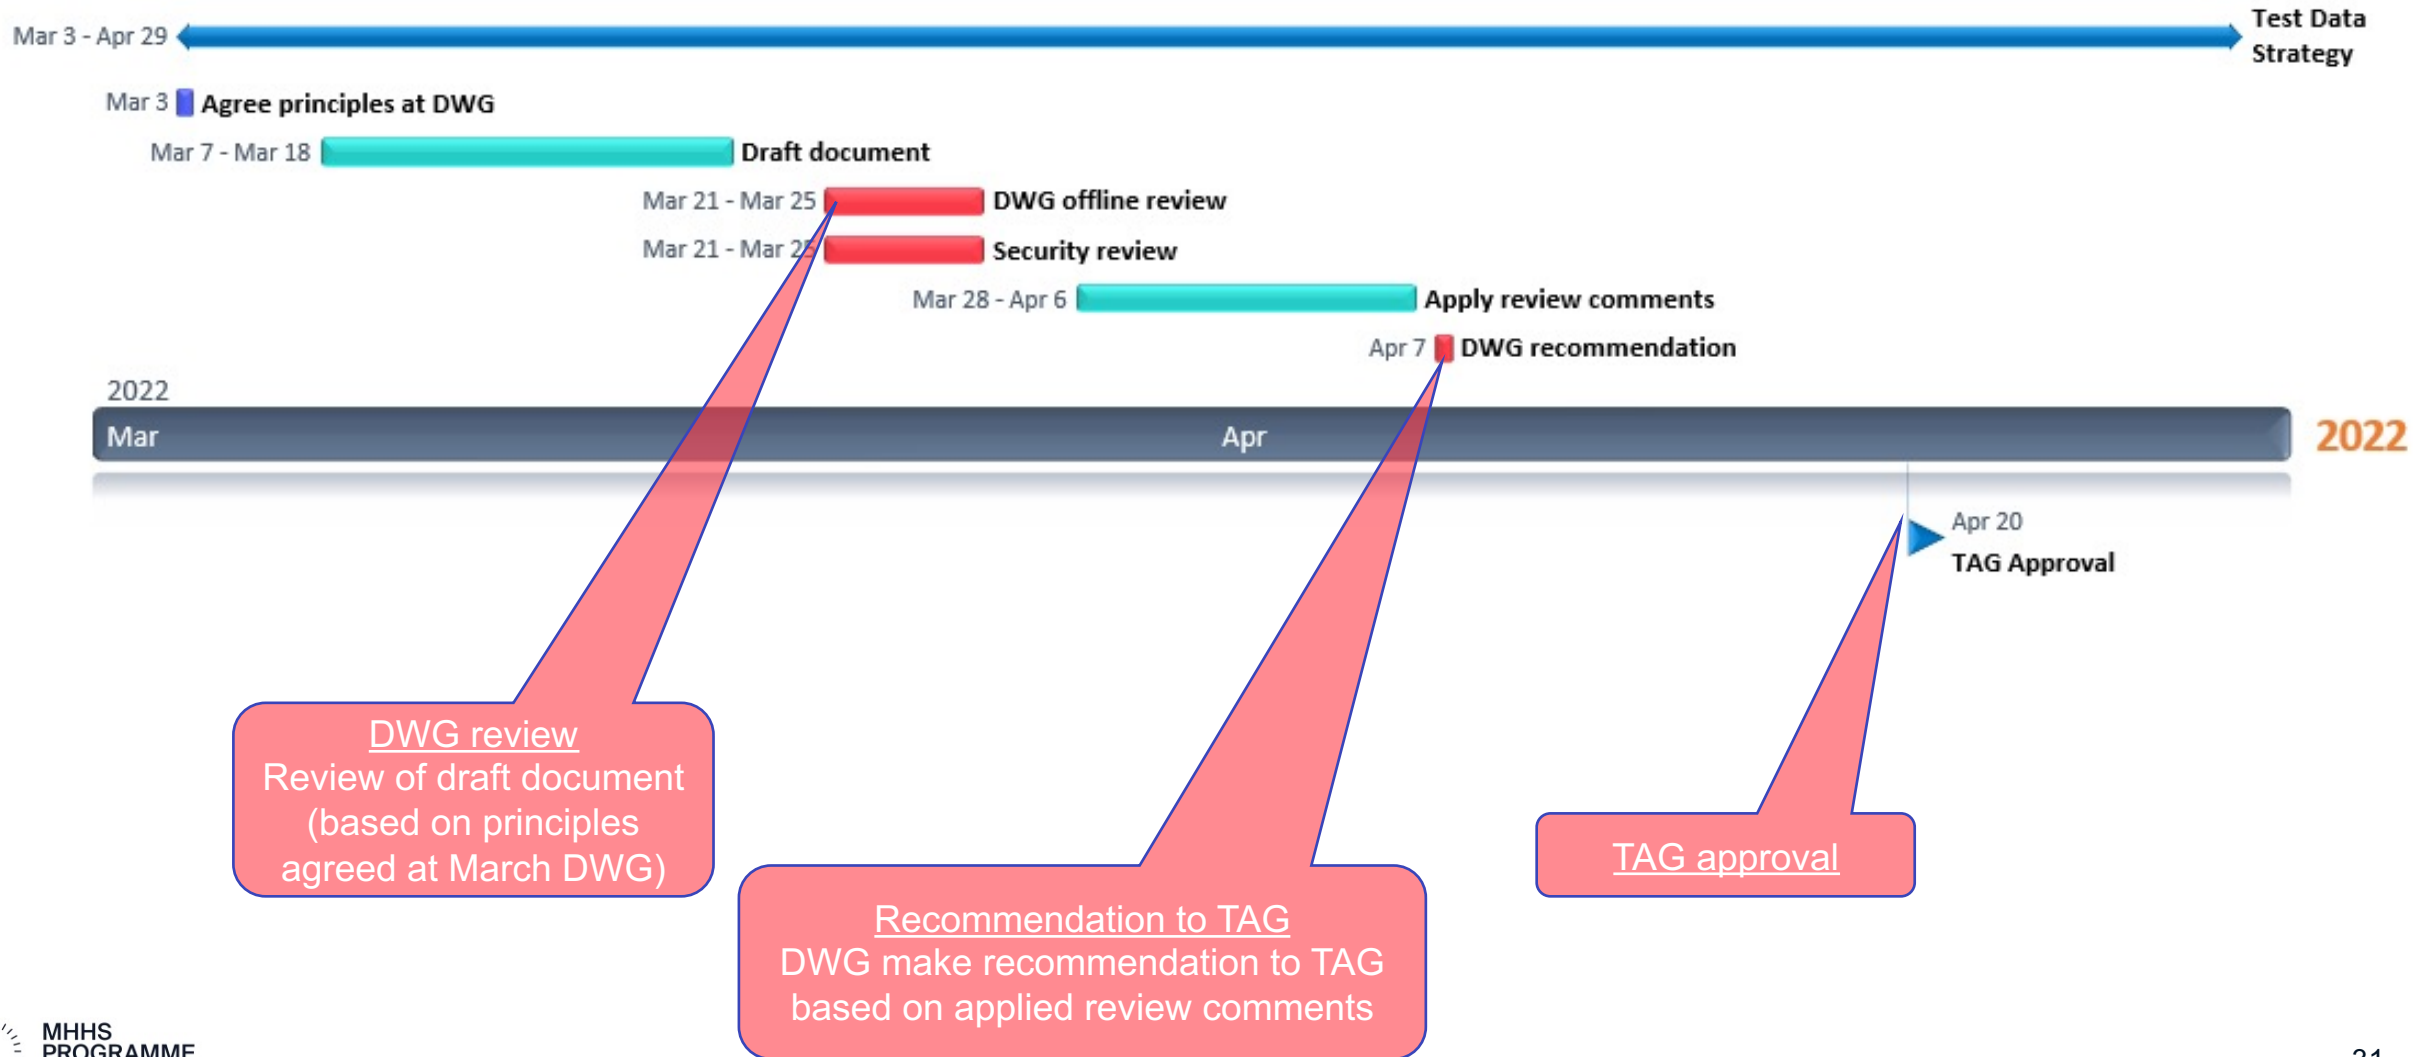 Mar 3 - Apr 29
Test Data
Strategy
Mar 3 Agree principles at DWG
Mar 7 - Mar 18 Draft document
Mar 21 - Mar 25 DWG offline review
Mar 21 - Mar 25 Security review
Mar 28 - Apr 6 Apply review comments
Apr 7 DWG recommendation
2022
Mar Apr 2022
Apr 20
TAG Approval
DWG review
Review of draft document
(based on principles
agreed at March DWG)
Recommendation to TAG
DWG make recommendation to TAG
based on applied review comments
TAG approval
MHHS
PROGRAMME